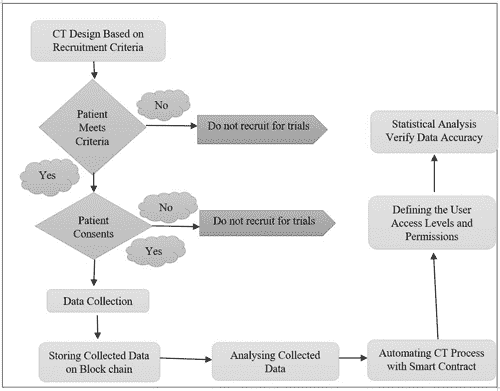 CT Design Based on
Recruitment Criteria
No
Patient
Meets
Criteria
Do not recruit for trials
Yes
No
Patient
Consents
Do not recruit for trials
Yes
Data Collection
Storing Collected Data
on Block chain
Analysing Collected
Data
Automating CT Process
with Smart Contract
Defining the User
Access Levels and
Permissions
Statistical Analysis
Verify Data Accuracy